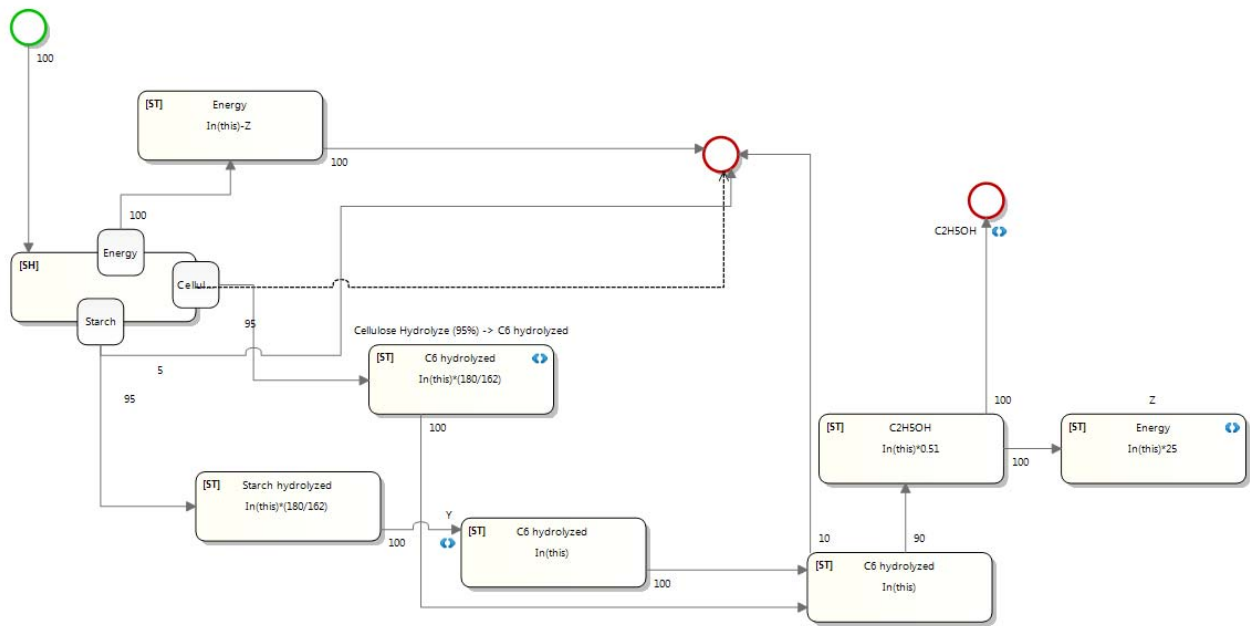 100
[ST]
Energy
In(this)-Z
100
100
C2H5OH
Energy
[SH]
Cellul...
Starch
95
Cellulose Hydrolyze (95%) -> C6 hydrolyzed
[ST]
C6 hydrolyzed
In(this)*(180/162)
5
95
100
100
Z
[ST]
C2H5OH
In(this)*0.51
100
[ST]
Energy
In(this)*25
[ST]
Starch hydrolyzed
In(this)*(180/162)
100
Y
[ST]
C6 hydrolyzed
In(this)
100
10
90
[ST]
C6 hydrolyzed
In(this)